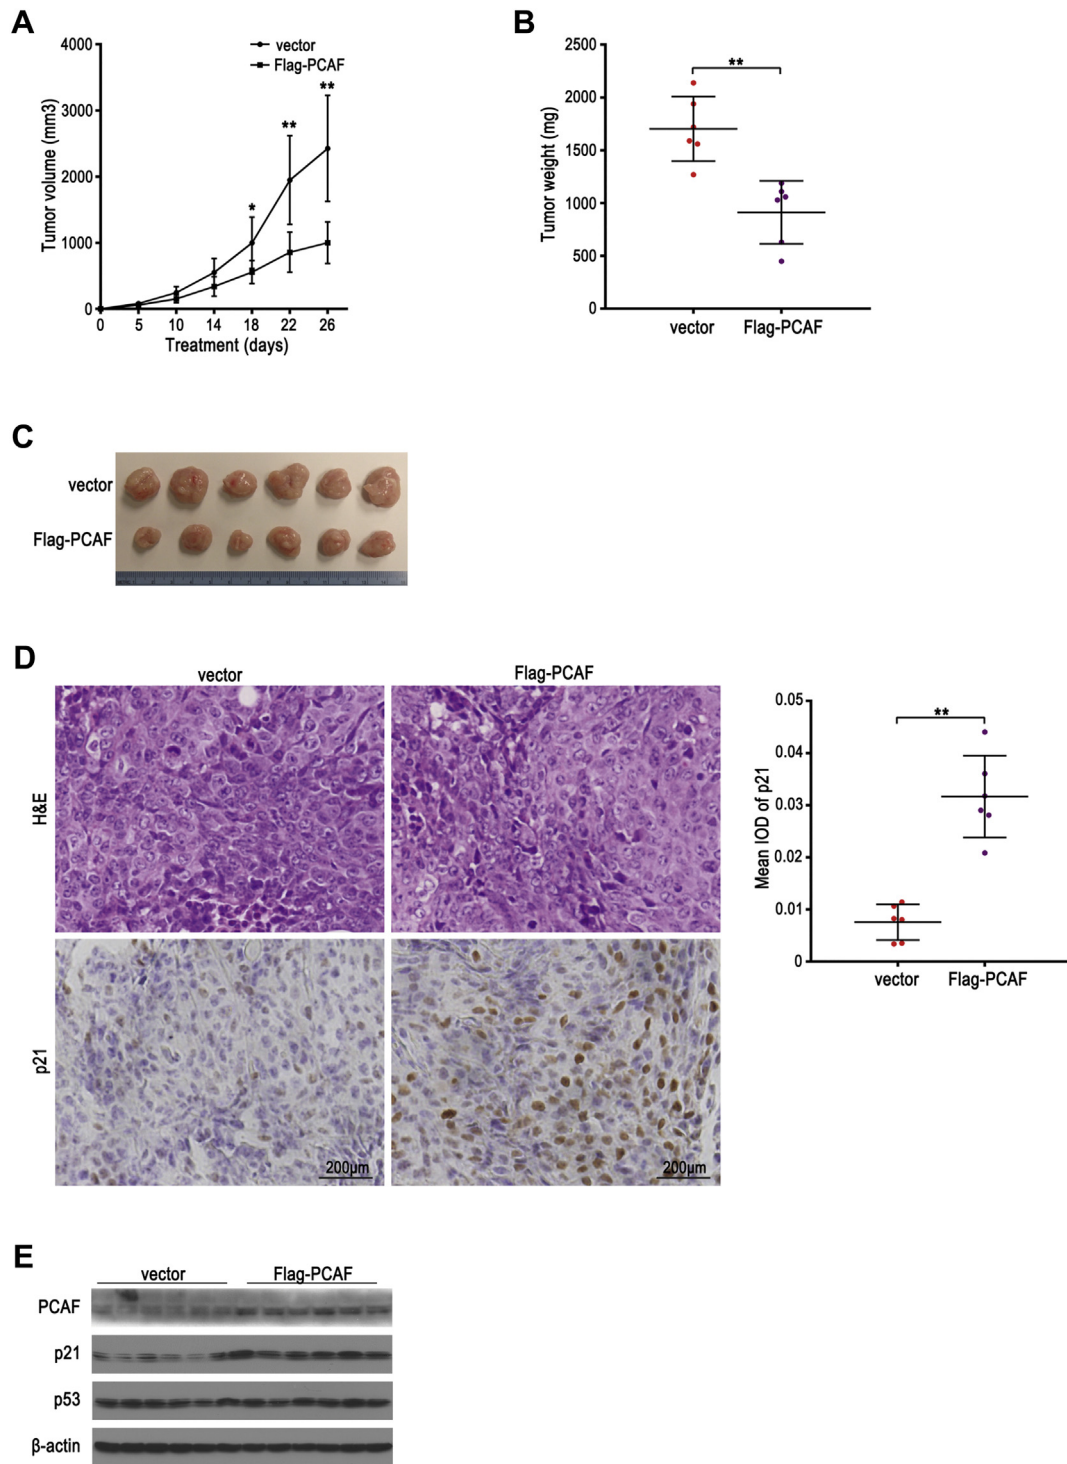 A
4000
3000
2000
1000
0
Tumor volume (mm3)
vector
Flag-PCAF
*
**
**
0 5 10 14 18 22 26
Treatment (days)
B
2500
2000
1500
1000
500
0
Tumor weight (mg)
**
vector Flag-PCAF
C
vector
Flag-PCAF
D
vector Flag-PCAF
H&E
p21
200μm 200μm
0.05
0.04
0.03
0.02
0.01
0
Mean IOD of p21
**
vector Flag-PCAF
E
vector Flag-PCAF
PCAF
p21
p53
β-actin